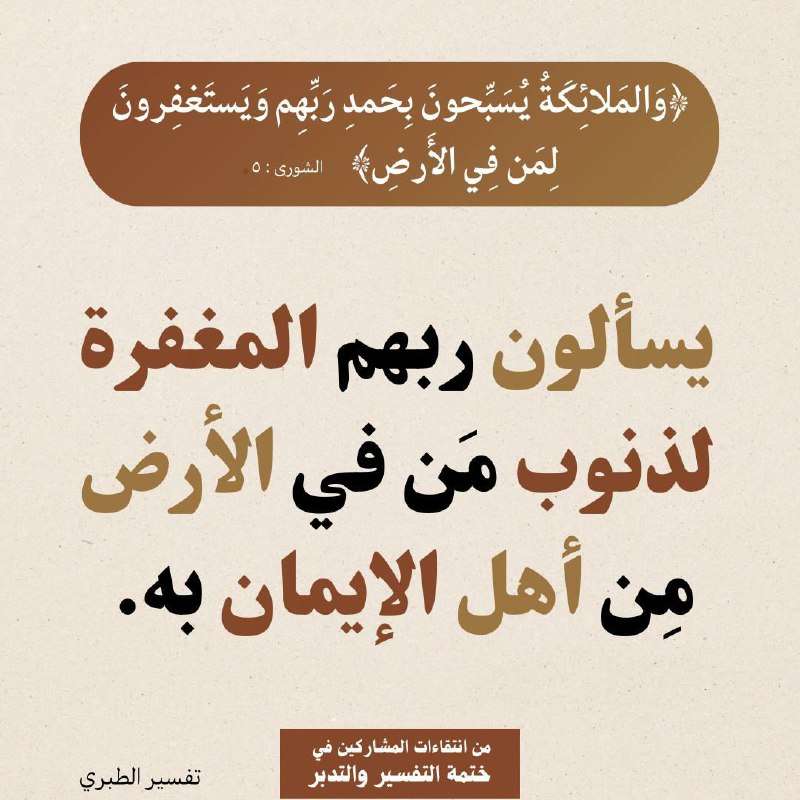 ﴿وَالمَلائِكَةُ يُسَبِّحونَ بِحَمدِ رَبِّهِم وَيَستَغفِرونَ
لِمَن فِي الأَرضِ﴾ الشورى : ٥
يسألون ربهم المغفرة
لذنوب مَن في الأرض
مِن أهل الإيمان به.
من انتقاءات المشاركين في
ختمة التفسير والتدبر
تفسير الطبري